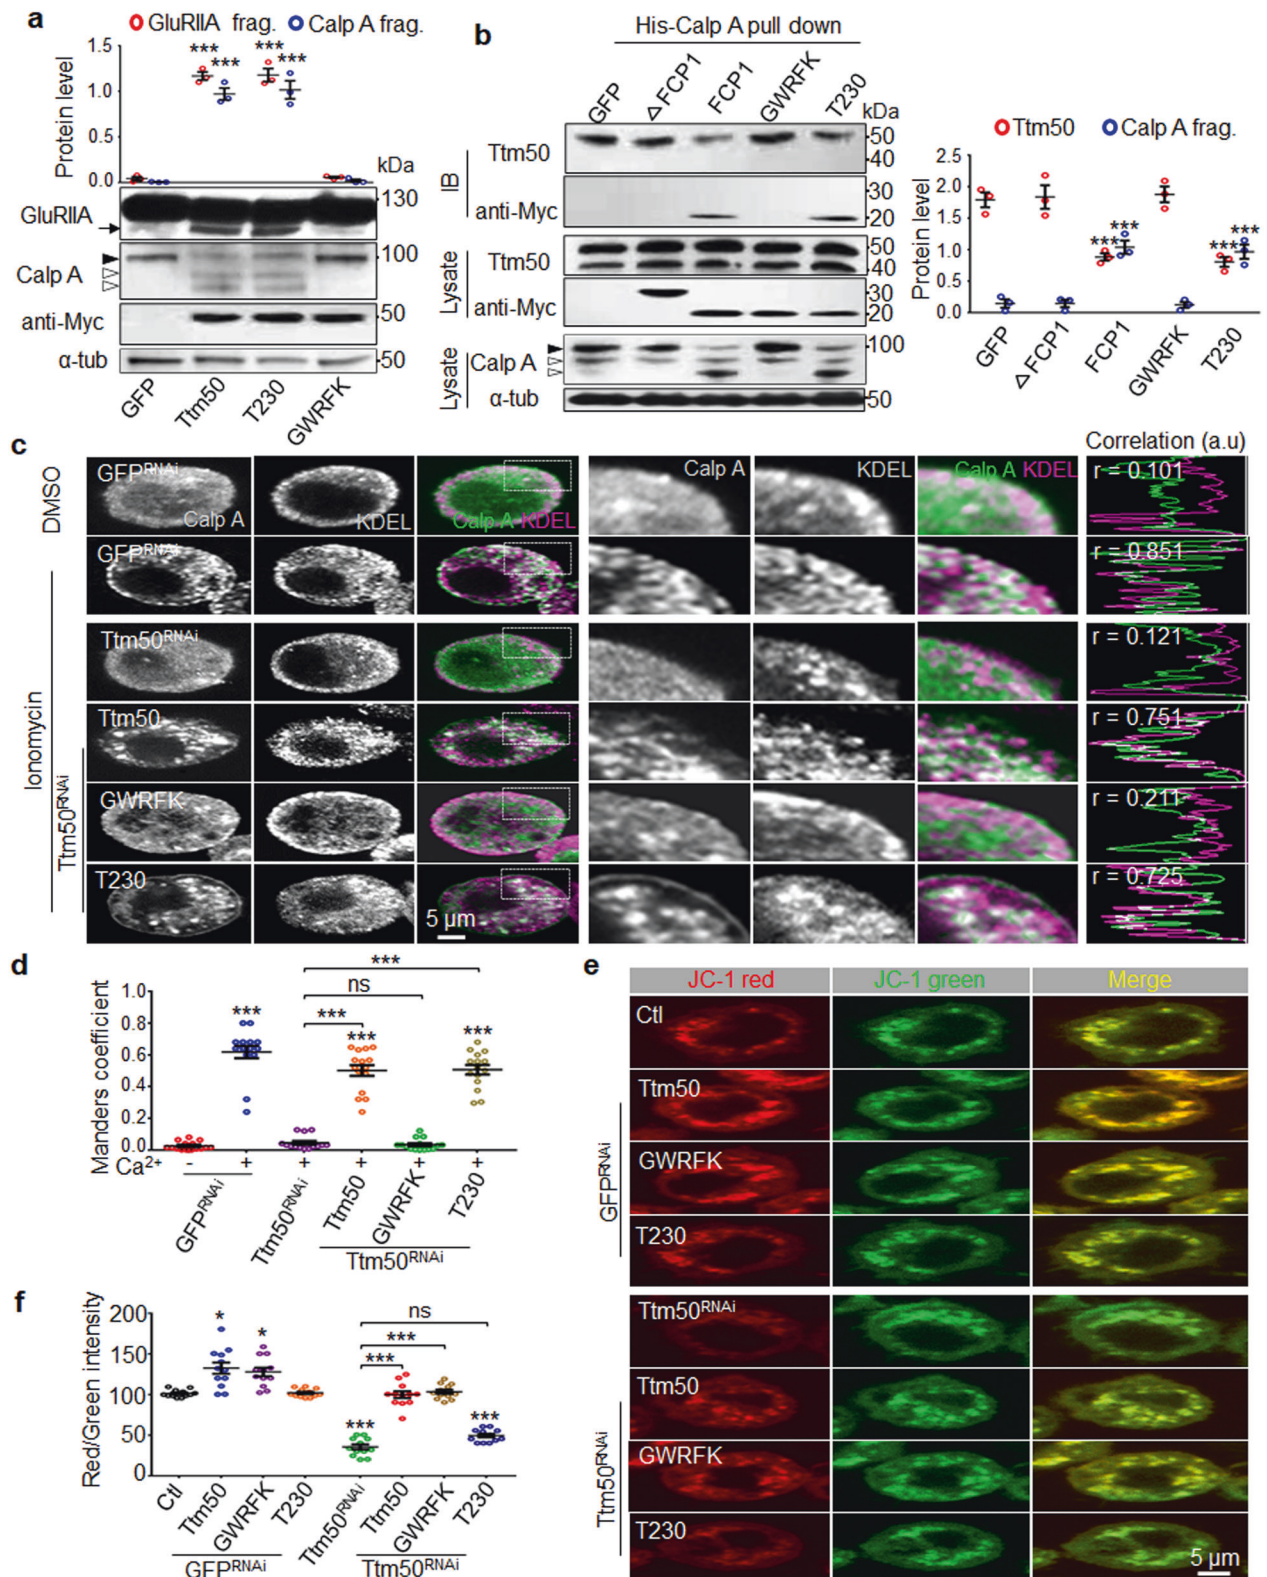 a
GluRIIA frag.
Calp A frag.
1.5
1.0
0.5
0.0
Protein level
*** *** *** ***
kDa
GluRIIA
130
Calp A
100
anti-Myc
50
α-tub
50
GFP
Ttm50
T230
GWRFK
b
His-Calp A pull down
GFP
△FCP1
FCP1
GWRFK
T230
kDa
IB
Ttm50
50
40
anti-Myc
30
20
Lysate
Ttm50
50
40
anti-Myc
30
20
Lysate
Calp A
100
α-tub
50
Ttm50
Calp A frag.
2.5
2.0
1.5
1.0
0.5
0.0
Protein level
*** *** *** ***
GFP
△FCP1
FCP1
GWRFK
T230
c
Correlation (a.u)
DMSO
GFPRNAi
Calp A
KDEL
Calp A KDEL
Calp A
KDEL
Calp A KDEL
r = 0.101
Ionomycin
GFPRNAi
r = 0.851
Ttm50RNAi
r = 0.121
Ttm50RNAi
Ttm50
r = 0.751
GWRFK
r = 0.211
T230
5 µm
r = 0.725
d
Manders coefficient
1.0
0.8
0.6
0.4
0.2
0.0
***
ns
*** *** *** ***
Ca2+ - + + + + +
GFPRNAi
Ttm50RNAi
Ttm50
GWRFK
T230
Ttm50RNAi
e
JC-1 red
JC-1 green
Merge
Ctl
GFPRNAi
Ttm50
GWRFK
T230
Ttm50RNAi
Ttm50RNAi
Ttm50
GWRFK
T230
5 µm
f
Red/Green intensity
200
150
100
50
0
* *
ns
***
***
*** ***
Ctl
Ttm50
GWRFK
T230
Ttm50RNAi
Ttm50
GWRFK
T230
GFPRNAi
Ttm50RNAi